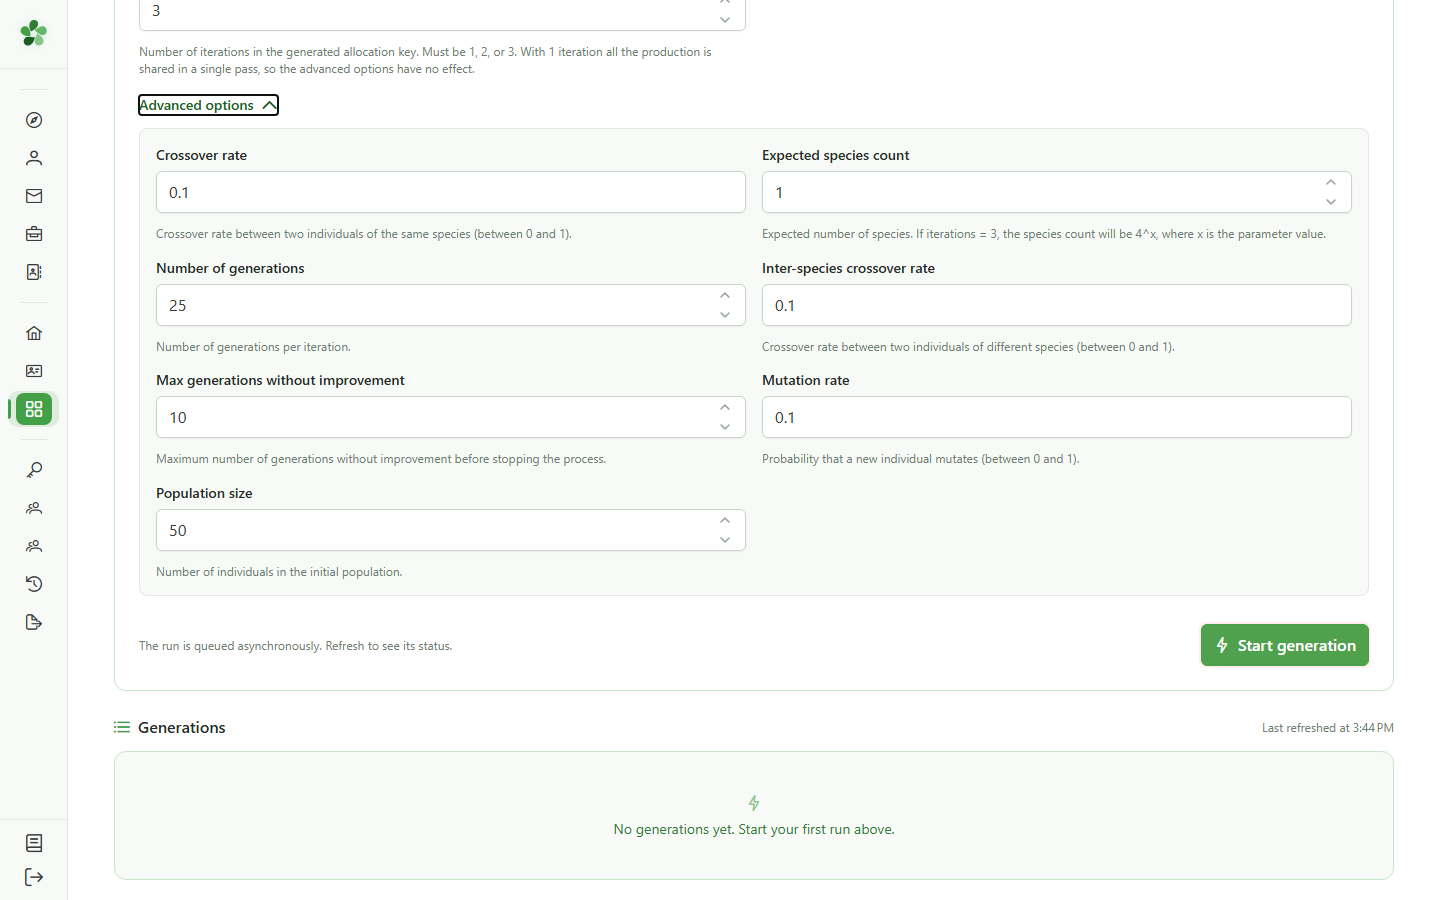 3
Number of iterations in the generated allocation key. Must be 1, 2, or 3. With 1 iteration all the production is
shared in a single pass, so the advanced options have no effect.
Advanced options
Crossover rate
0.1
Crossover rate between two individuals of the same species (between 0 and 1).
Expected species count
1
Expected number of species. If iterations = 3, the species count will be 4^x, where x is the parameter value.
Number of generations
25
Number of generations per iteration.
Inter-species crossover rate
0.1
Crossover rate between two individuals of different species (between 0 and 1).
Max generations without improvement
10
Maximum number of generations without improvement before stopping the process.
Mutation rate
0.1
Probability that a new individual mutates (between 0 and 1).
Population size
50
Number of individuals in the initial population.
The run is queued asynchronously. Refresh to see its status.
Start generation
Generations
Last refreshed at 3:44 PM
No generations yet. Start your first run above.